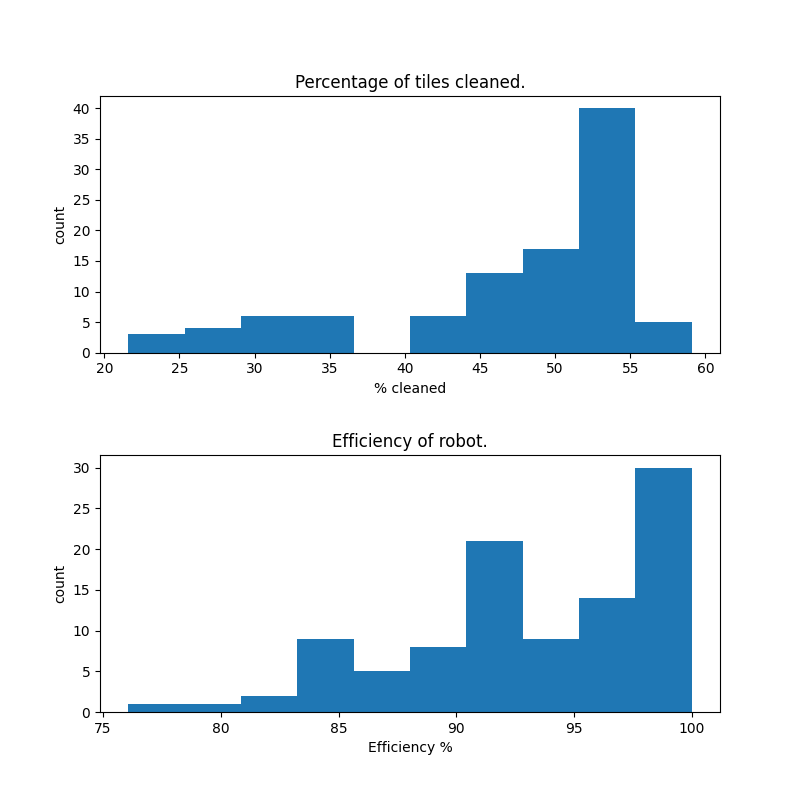 Percentage of tiles cleaned.
40
35
30
25
20
15
10
5
0
count
20 25 30 35 40 45 50 55 60
% cleaned
Efficiency of robot.
30
25
20
15
10
5
0
count
75 80 85 90 95 100
Efficiency %